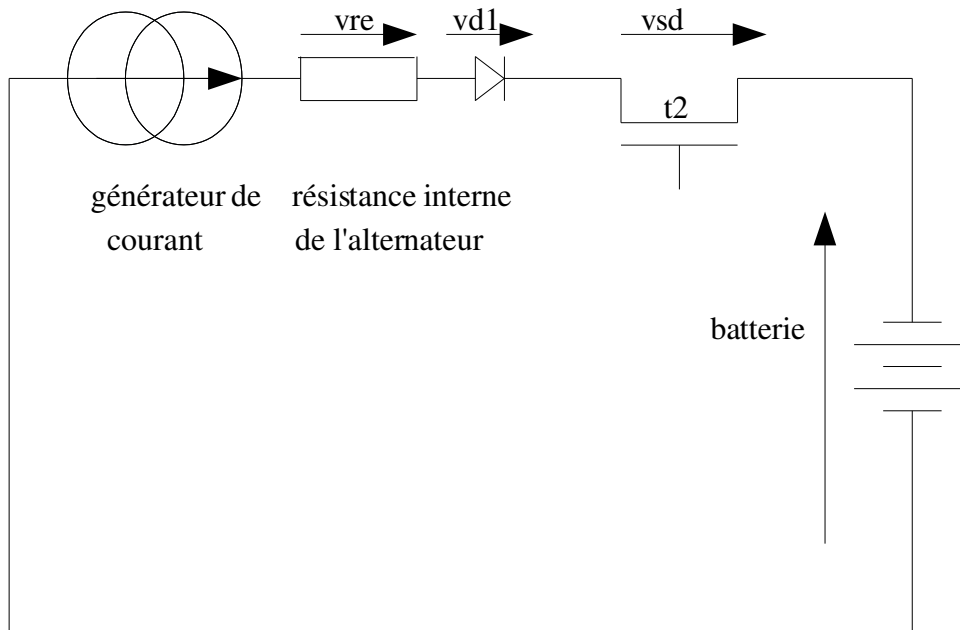 vre
vd1
vsd
t2
générateur de
courant
résistance interne
de l'alternateur
batterie